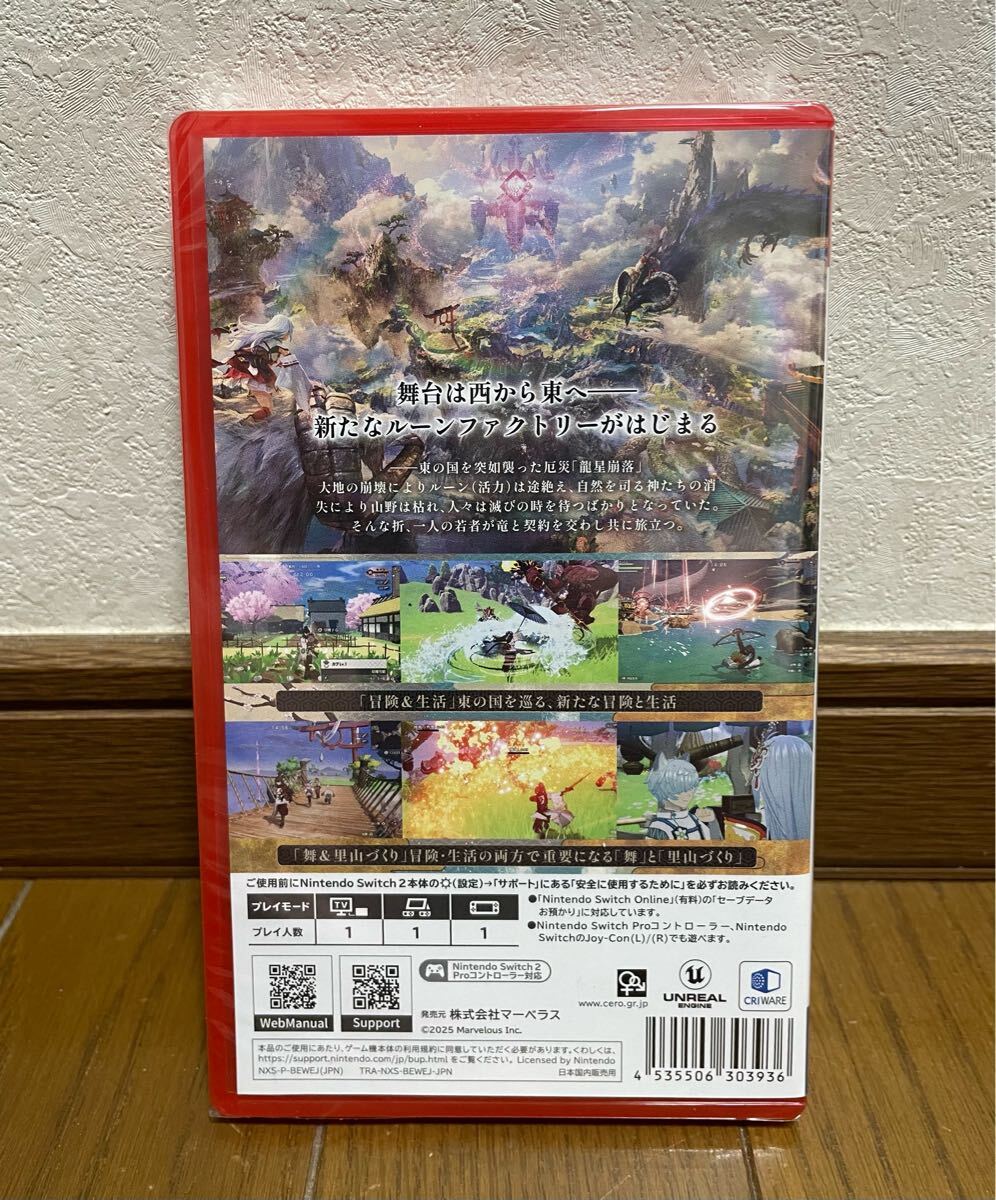 舞台は西から東へ――
新たなルーンファクトリーがはじまる
――東の国を突如襲った厄災「龍星崩落」
大地の崩壊によりルーン（活力）は途絶え、自然を司る神たちの消
失により山野は枯れ、人々は滅びの時を待つばかりとなっていた。
そんな折、一人の若者が竜と契約を交わし共に旅立つ。
「冒険&生活」東の国を巡る、新たな冒険と生活
「舞&里山づくり」冒険・生活の両方で重要になる「舞」と「里山づくり」
ご使用前にNintendo Switch 2本体の(設定)→「サポート」にある「安全に使用するために」を必ずお読みください。
プレイモード
TV
プレイ人数
1
1
1
●「Nintendo Switch Online」(有料)の「セーブデータ
お預かり」に対応しています。
●Nintendo Switch Proコントローラー、Nintendo
SwitchのJoy-Con(L)/(R)でも遊べます。
WebManual
Support
Nintendo Switch 2
Proコントローラー対応
発売元 株式会社マーベラス
©2025 Marvelous Inc.
www.cero.gr.jp
UNREAL
ENGINE
CRIWARE
本品のご使用にあたり、ゲーム機本体の利用規約に同意していただく必要があります。くわしくは、
https://support.nintendo.com/jp/bup.html をご覧ください。 Licensed by Nintendo
NXS-P-BEWEJ(JPN) TRA-NXS-BEWEJ-JPN
日本国内販売用
4 535506 303936